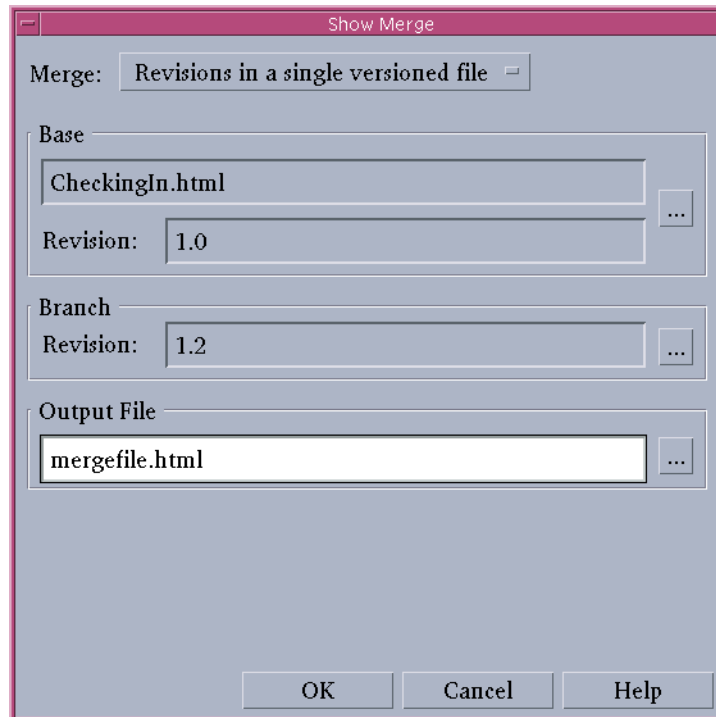 Show Merge
Merge: Revisions in a single versioned file
Base
CheckingIn.html
...
Revision: 1.0
Branch
Revision: 1.2 ...
Output File
mergefile.html ...
OK Cancel Help